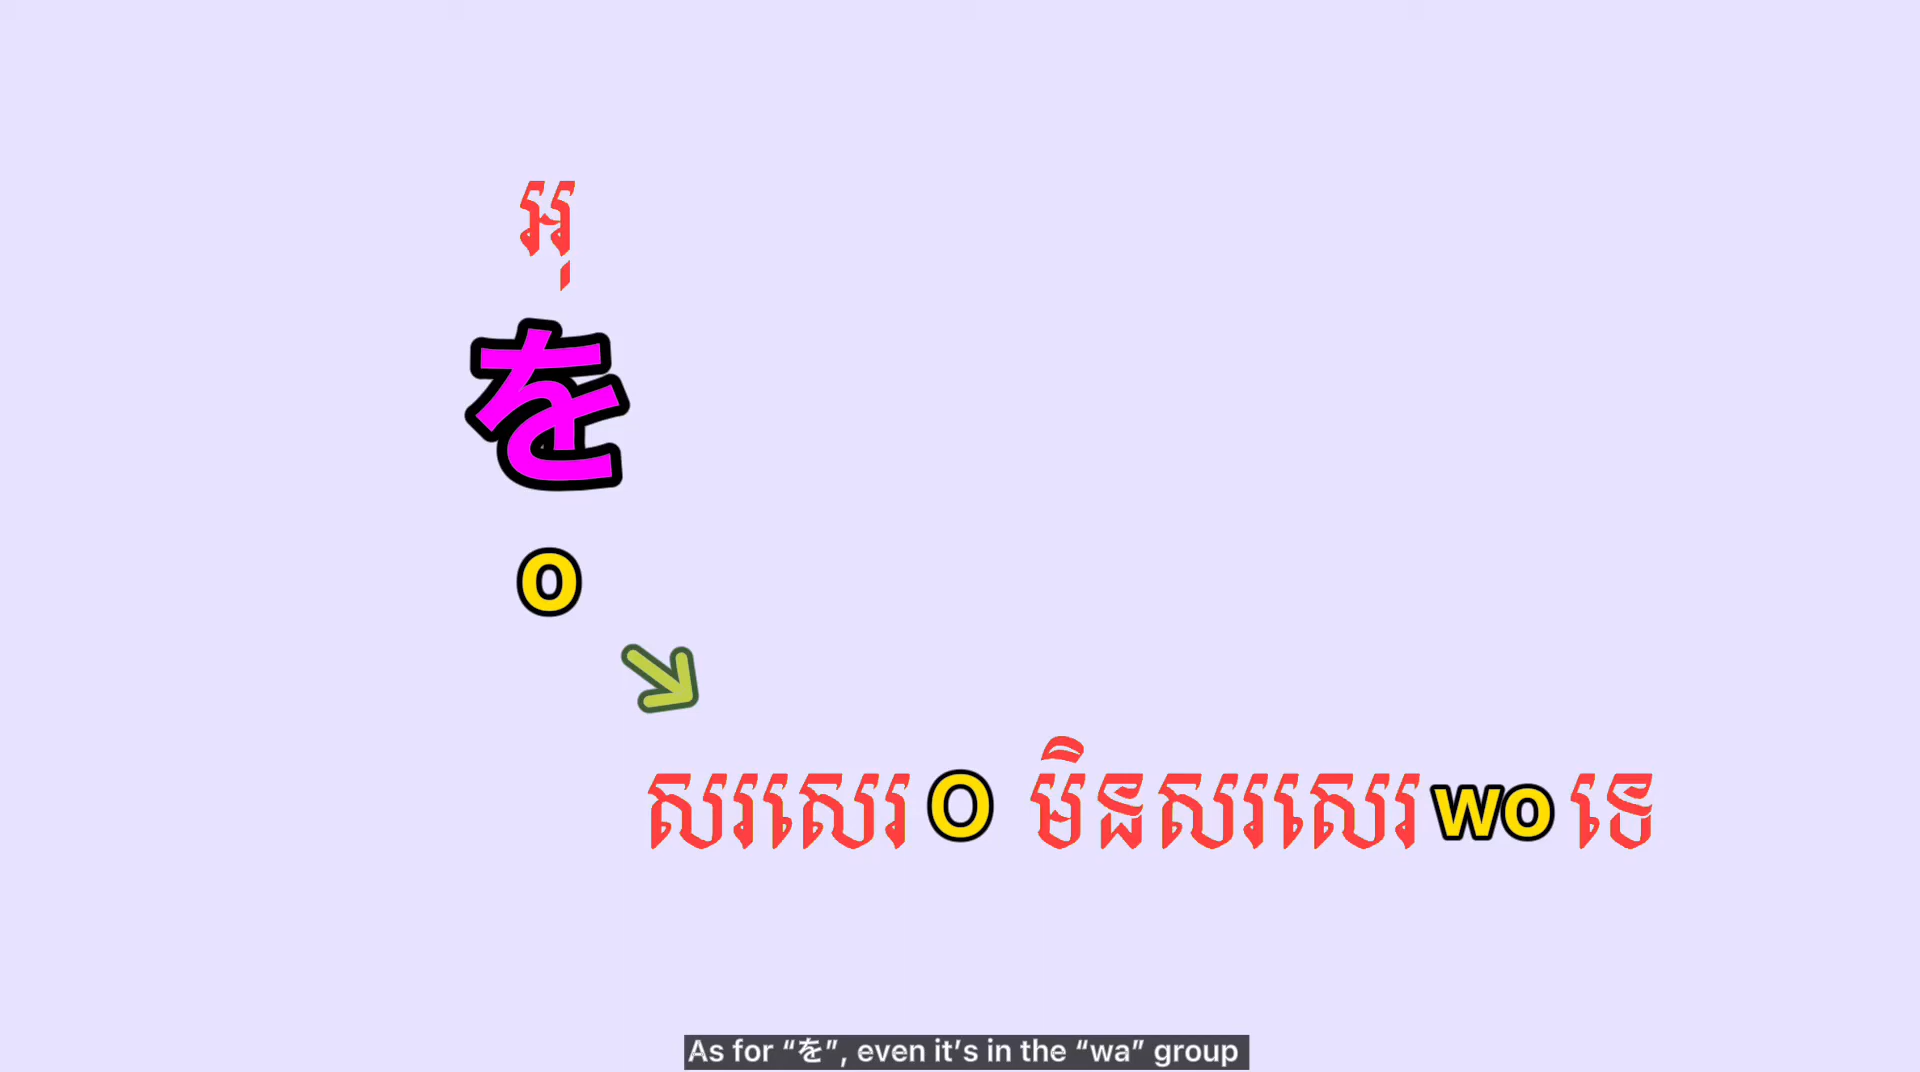 អុ
を
o
សរសេរ O មិនសរសេរ wo ទេ
As for “を”, even it’s in the “wa” group